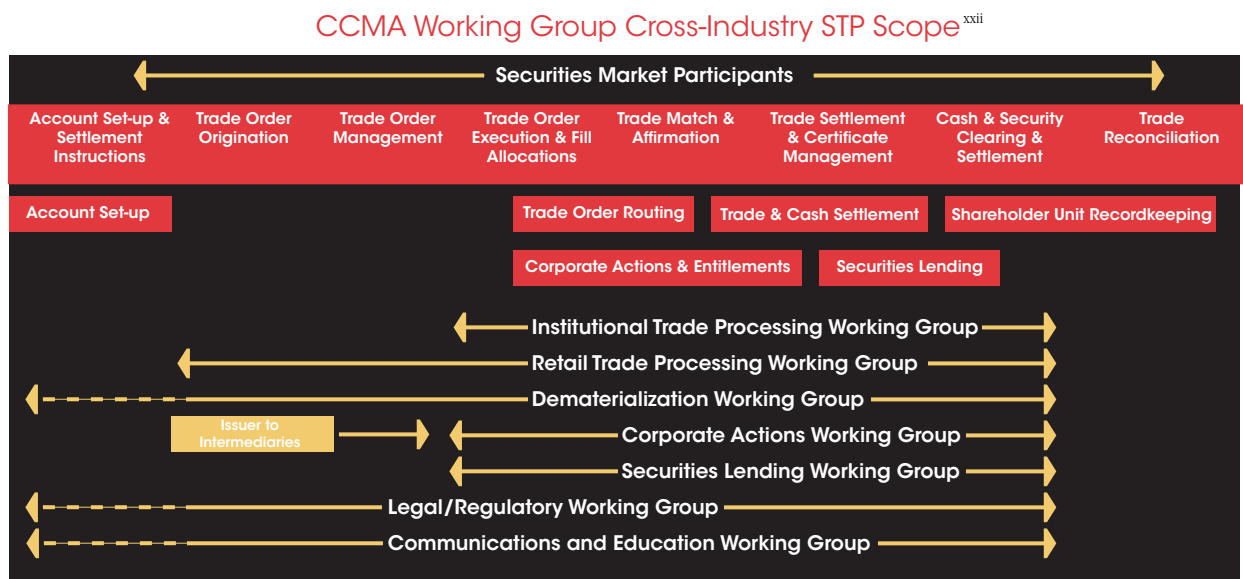 CCMA Working Group Cross-Industry STP Scope xxii
Securities Market Participants
Account Set-up &
Settlement
Instructions
Trade Order
Origination
Trade Order
Management
Trade Order
Execution & Fill
Allocations
Trade Match &
Affirmation
Trade Settlement
& Certificate
Management
Cash & Security
Clearing &
Settlement
Trade
Reconciliation
Account Set-up
Trade Order Routing
Trade & Cash Settlement
Shareholder Unit Recordkeeping
Corporate Actions & Entitlements
Securities Lending
Institutional Trade Processing Working Group
Retail Trade Processing Working Group
Dematerialization Working Group
Issuer to
Intermediaries
Corporate Actions Working Group
Securities Lending Working Group
Legal/Regulatory Working Group
Communications and Education Working Group